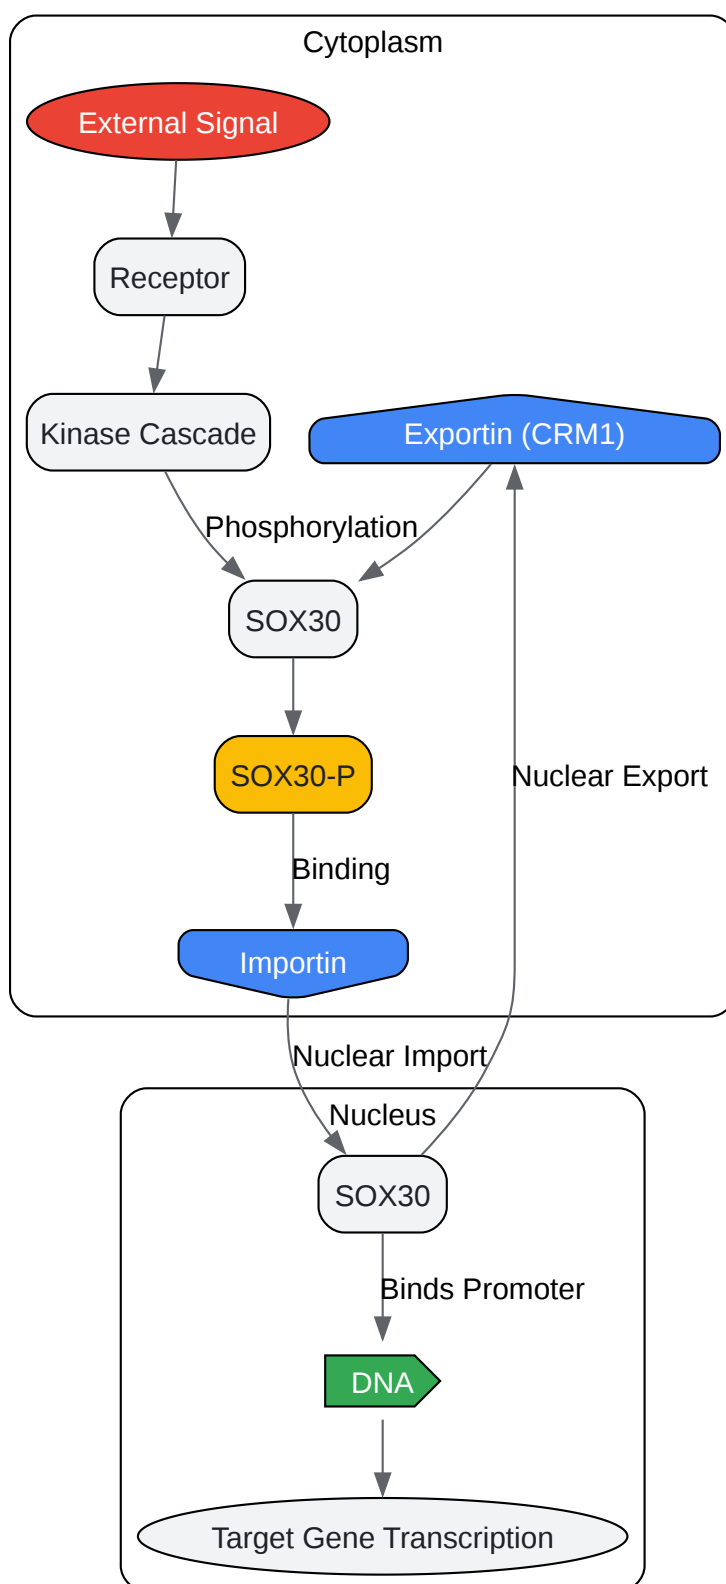 Cytoplasm
External Signal
Receptor
Kinase Cascade
Exportin (CRM1)
Phosphorylation
SOX30
SOX30-P
Nuclear Export
Binding
Importin
Nuclear Import
Nucleus
SOX30
Binds Promoter
DNA
Target Gene Transcription